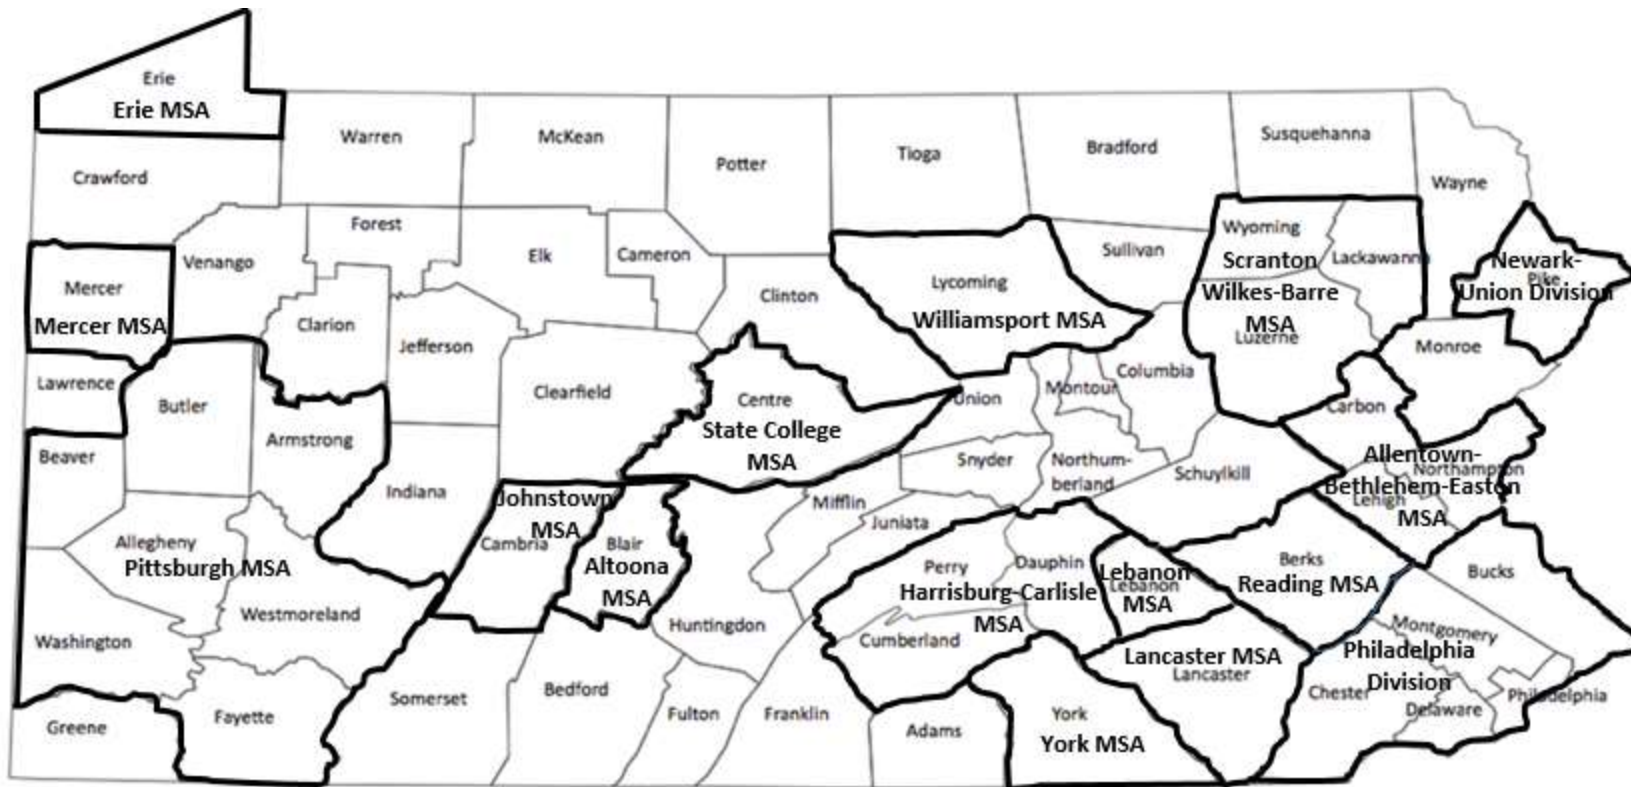 Erie
Erie MSA
Warren
McKean
Potter
Tioga
Bradford
Susquehanna
Wayne
Crawford
Forest
Venango
Elk
Cameron
Clinton
Lycoming
Williamsport MSA
Sullivan
Wyoming
Lackawanna
Scranton
Wilkes-Barre
MSA
Luzerne
Newark-
Pike
Union Division
Mercer
Mercer MSA
Clarion
Jefferson
Clearfield
Centre
State College
MSA
Union
Montour
Columbia
Monroe
Carbon
Lawrence
Butler
Armstrong
Beaver
Indiana
Snyder
Northum-
berland
Schuylkill
Allentown-
Northampton
Bethlehem-Easton
Lehigh
MSA
Johnstown
MSA
Cambria
Blair
Altoona
MSA
Mifflin
Juniata
Allegheny
Pittsburgh MSA
Westmoreland
Washington
Huntingdon
Perry
Dauphin
Harrisburg-Carlisle
MSA
Cumberland
Lebanon
Lebanon
MSA
Berks
Reading MSA
Bucks
Montgomery
Philadelphia
Division
Chester
Delaware
Philadelphia
Lancaster MSA
Lancaster
Greene
Fayette
Somerset
Bedford
Fulton
Franklin
Adams
York
York MSA